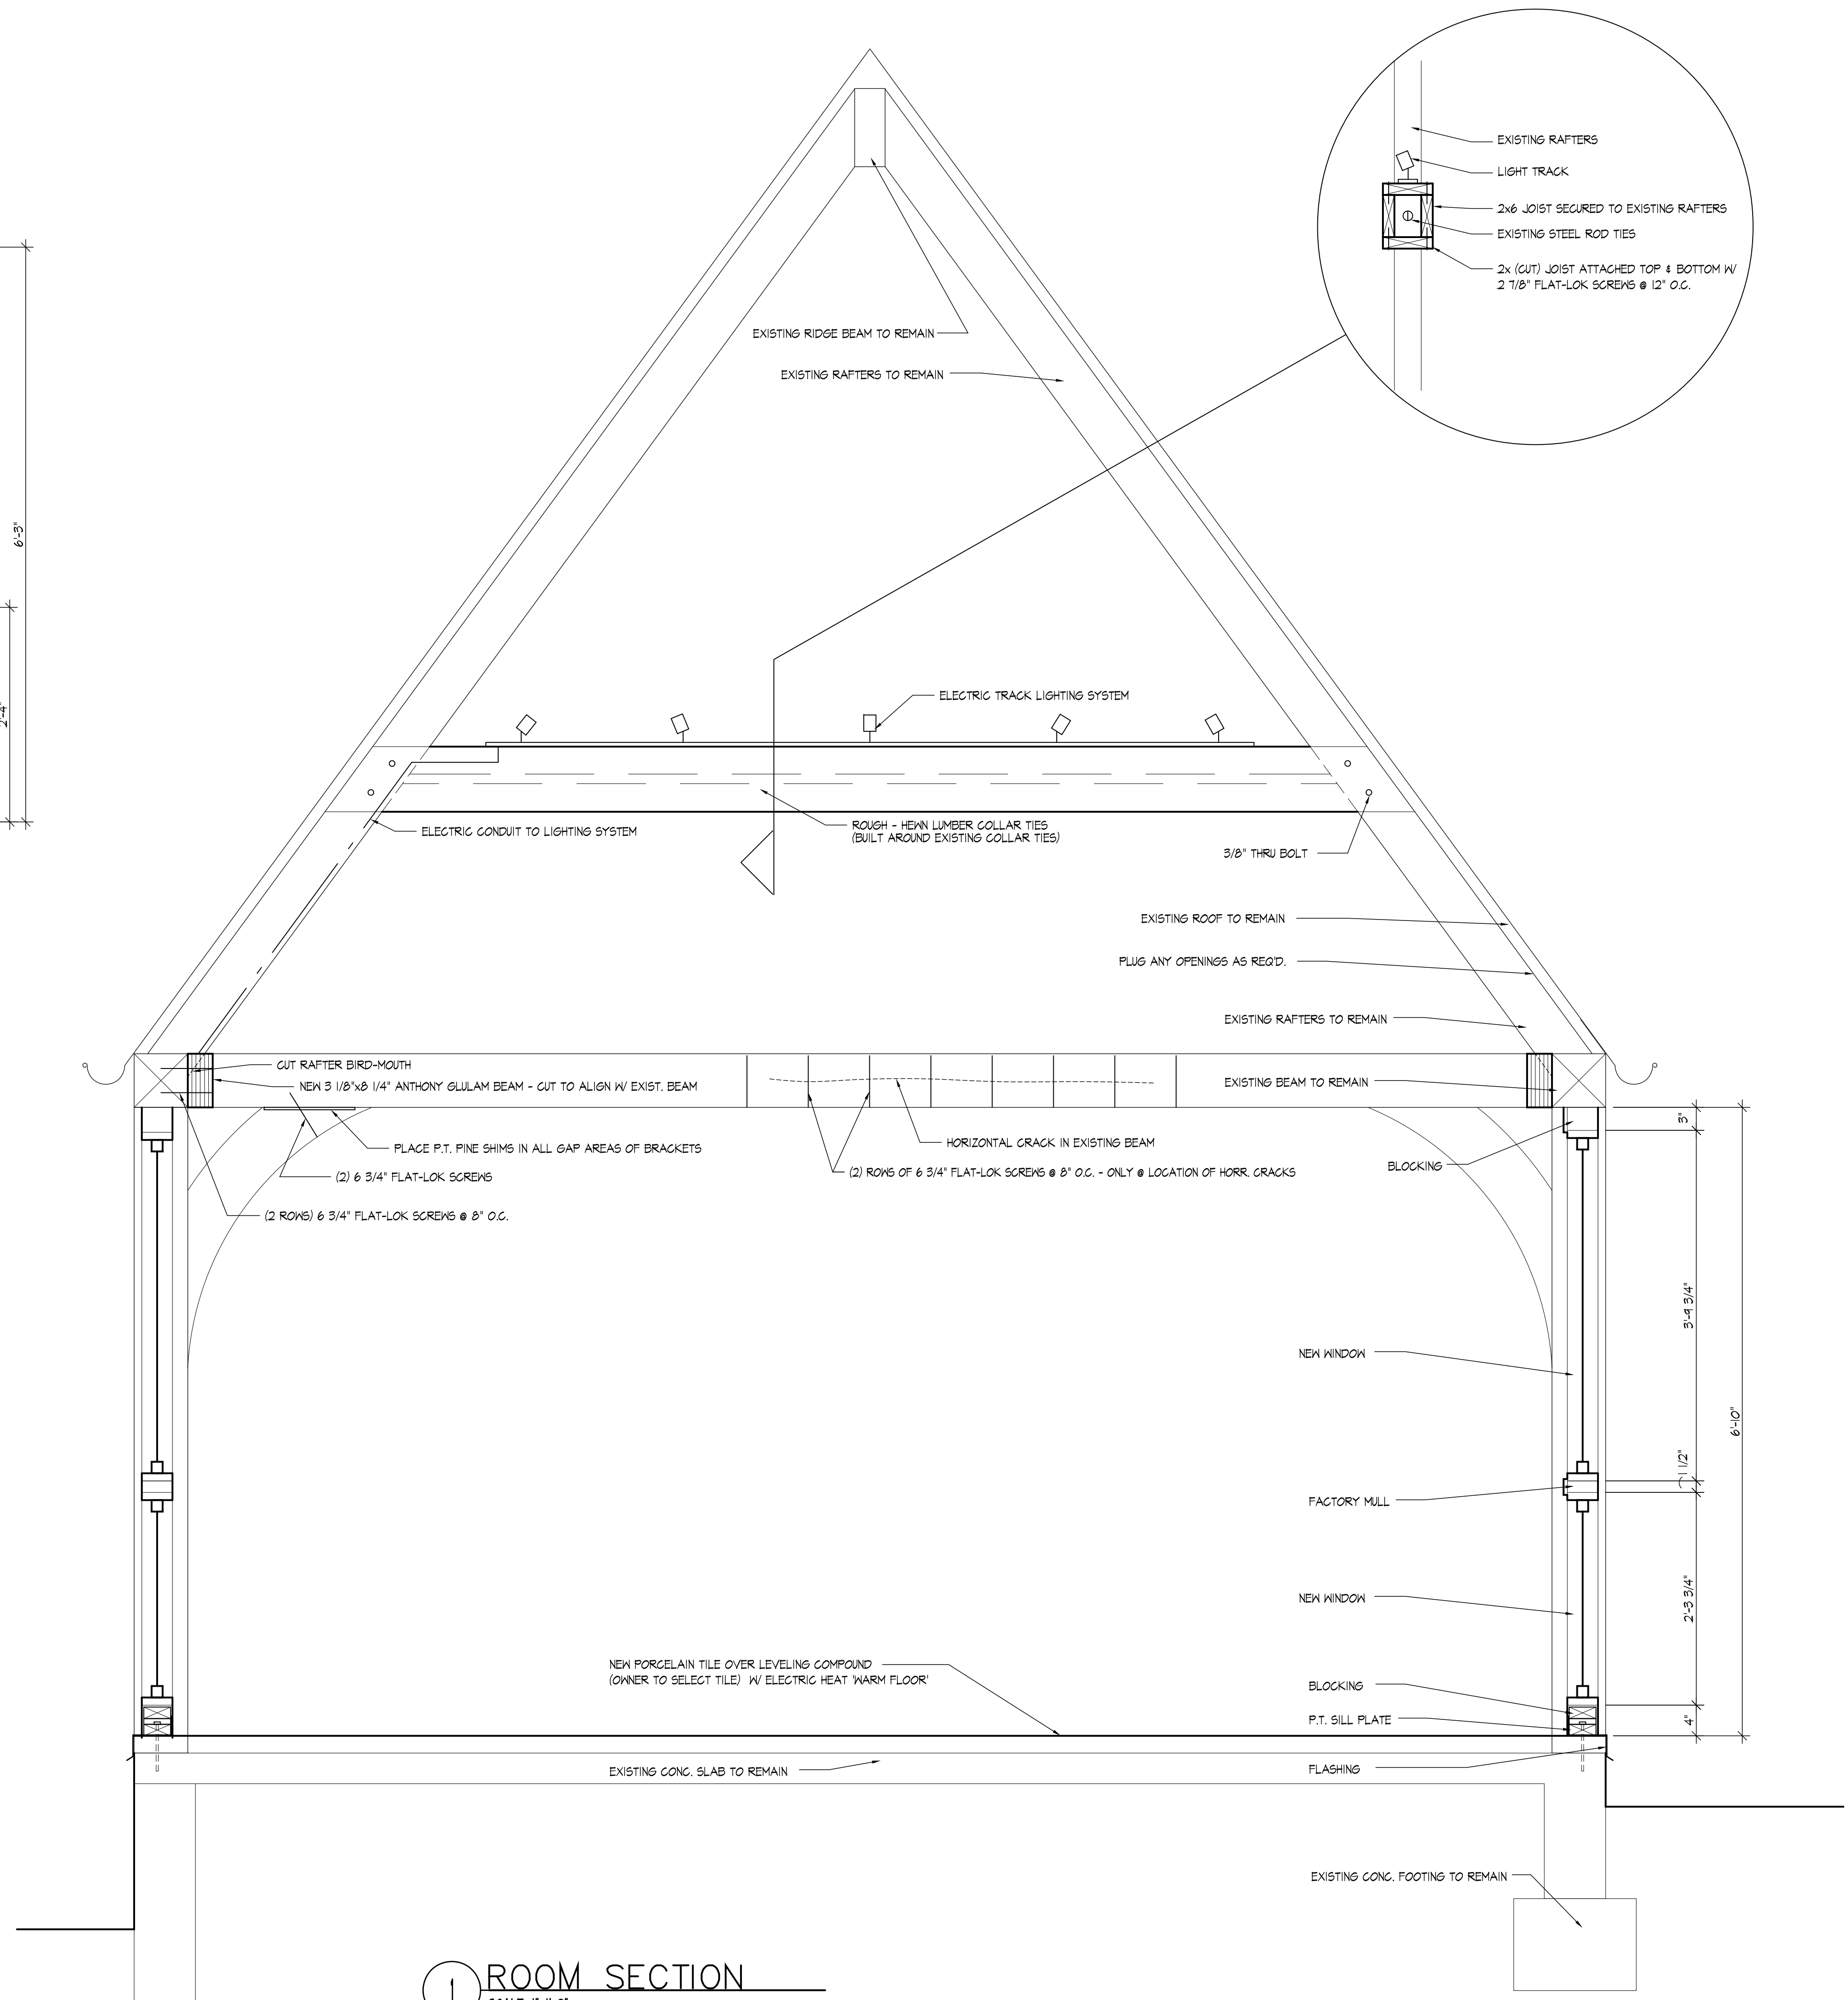 EXISTING RAFTERS
LIGHT TRACK
2x6 JOIST SECURED TO EXISTING RAFTERS
EXISTING STEEL ROD TIES
2x (CUT) JOIST ATTACHED TOP & BOTTOM W/
2 7/8" FLAT-LOK SCREWS @ 12" O.C.
EXISTING RIDGE BEAM TO REMAIN
EXISTING RAFTERS TO REMAIN
6'-3"
2'-4"
ELECTRIC TRACK LIGHTING SYSTEM
ELECTRIC CONDUIT TO LIGHTING SYSTEM
ROUGH - HEWN LUMBER COLLAR TIES
(BUILT AROUND EXISTING COLLAR TIES)
3/8" THRU BOLT
EXISTING ROOF TO REMAIN
PLUG ANY OPENINGS AS REQ'D.
EXISTING RAFTERS TO REMAIN
CUT RAFTER BIRD-MOUTH
NEW 3 1/8"x8 1/4" ANTHONY GLULAM BEAM - CUT TO ALIGN W/ EXIST. BEAM
EXISTING BEAM TO REMAIN
PLACE P.T. PINE SHIMS IN ALL GAP AREAS OF BRACKETS
HORIZONTAL CRACK IN EXISTING BEAM
(2) 6 3/4" FLAT-LOK SCREWS
(2) ROWS OF 6 3/4" FLAT-LOK SCREWS @ 8" O.C. - ONLY @ LOCATION OF HORR. CRACKS
BLOCKING
(2 ROWS) 6 3/4" FLAT-LOK SCREWS @ 8" O.C.
3"
3'-9 3/4"
NEW WINDOW
6'-10"
1 1/2"
FACTORY MULL
2'-3 3/4"
NEW WINDOW
NEW PORCELAIN TILE OVER LEVELING COMPOUND
(OWNER TO SELECT TILE) W/ ELECTRIC HEAT 'WARM FLOOR'
BLOCKING
P.T. SILL PLATE
4"
EXISTING CONC. SLAB TO REMAIN
FLASHING
EXISTING CONC. FOOTING TO REMAIN
1 ROOM SECTION